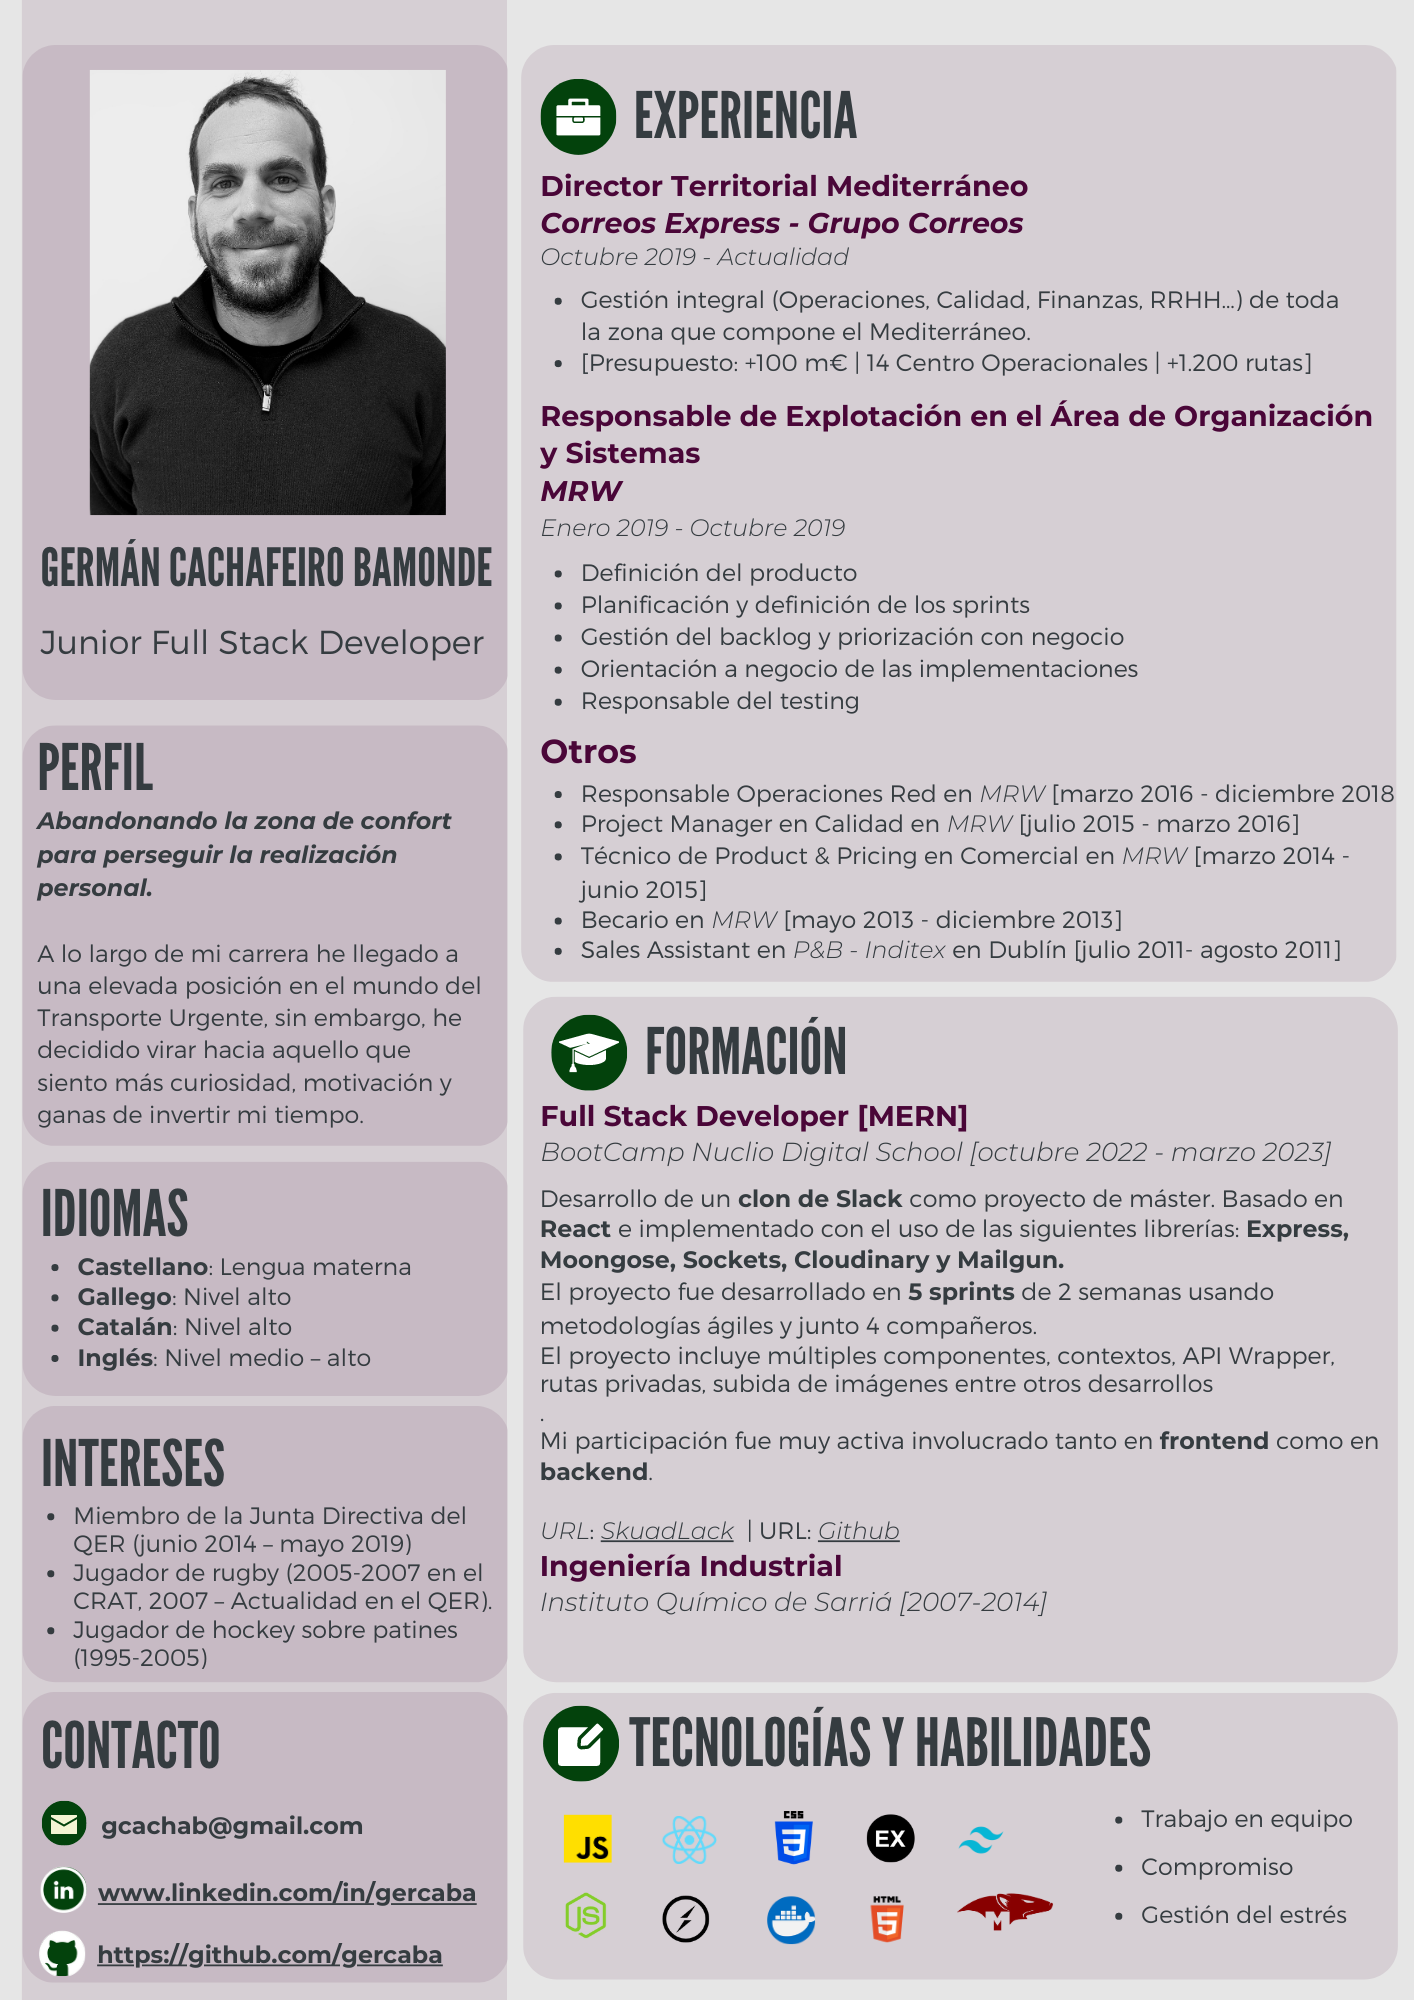 GERMÁN CACHAFEIRO BAMONDE
Junior Full Stack Developer
PERFIL
Abandonando la zona de confort
para perseguir la realización
personal.
A lo largo de mi carrera he llegado a
una elevada posición en el mundo del
Transporte Urgente, sin embargo, he
decidido virar hacia aquello que
siento más curiosidad, motivación y
ganas de invertir mi tiempo.
IDIOMAS
• Castellano: Lengua materna
• Gallego: Nivel alto
• Catalán: Nivel alto
• Inglés: Nivel medio – alto
INTERESES
• Miembro de la Junta Directiva del
QER (junio 2014 – mayo 2019)
• Jugador de rugby (2005-2007 en el
CRAT, 2007 – Actualidad en el QER).
• Jugador de hockey sobre patines
(1995-2005)
CONTACTO
gcachab@gmail.com
in www.linkedin.com/in/gercaba
https://github.com/gercaba
EXPERIENCIA
Director Territorial Mediterráneo
Correos Express - Grupo Correos
Octubre 2019 - Actualidad
• Gestión integral (Operaciones, Calidad, Finanzas, RRHH...) de toda
la zona que compone el Mediterráneo.
• [Presupuesto: +100 m€ | 14 Centro Operacionales | +1.200 rutas]
Responsable de Explotación en el Área de Organización
y Sistemas
MRW
Enero 2019 - Octubre 2019
• Definición del producto
• Planificación y definición de los sprints
• Gestión del backlog y priorización con negocio
• Orientación a negocio de las implementaciones
• Responsable del testing
Otros
• Responsable Operaciones Red en MRW [marzo 2016 - diciembre 2018
• Project Manager en Calidad en MRW [julio 2015 - marzo 2016]
• Técnico de Product & Pricing en Comercial en MRW [marzo 2014 -
junio 2015]
• Becario en MRW [mayo 2013 - diciembre 2013]
• Sales Assistant en P&B - Inditex en Dublín [julio 2011- agosto 2011]
FORMACIÓN
Full Stack Developer [MERN]
BootCamp Nuclio Digital School [octubre 2022 - marzo 2023]
Desarrollo de un clon de Slack como proyecto de máster. Basado en
React e implementado con el uso de las siguientes librerías: Express,
Moongose, Sockets, Cloudinary y Mailgun.
El proyecto fue desarrollado en 5 sprints de 2 semanas usando
metodologías ágiles y junto 4 compañeros.
El proyecto incluye múltiples componentes, contextos, API Wrapper,
rutas privadas, subida de imágenes entre otros desarrollos
.
Mi participación fue muy activa involucrado tanto en frontend como en
backend.
URL: SkuadLack | URL: Github
Ingeniería Industrial
Instituto Químico de Sarriá [2007-2014]
TECNOLOGÍAS Y HABILIDADES
JS CSS 3 EX
JS HTML 5 M
• Trabajo en equipo
• Compromiso
• Gestión del estrés